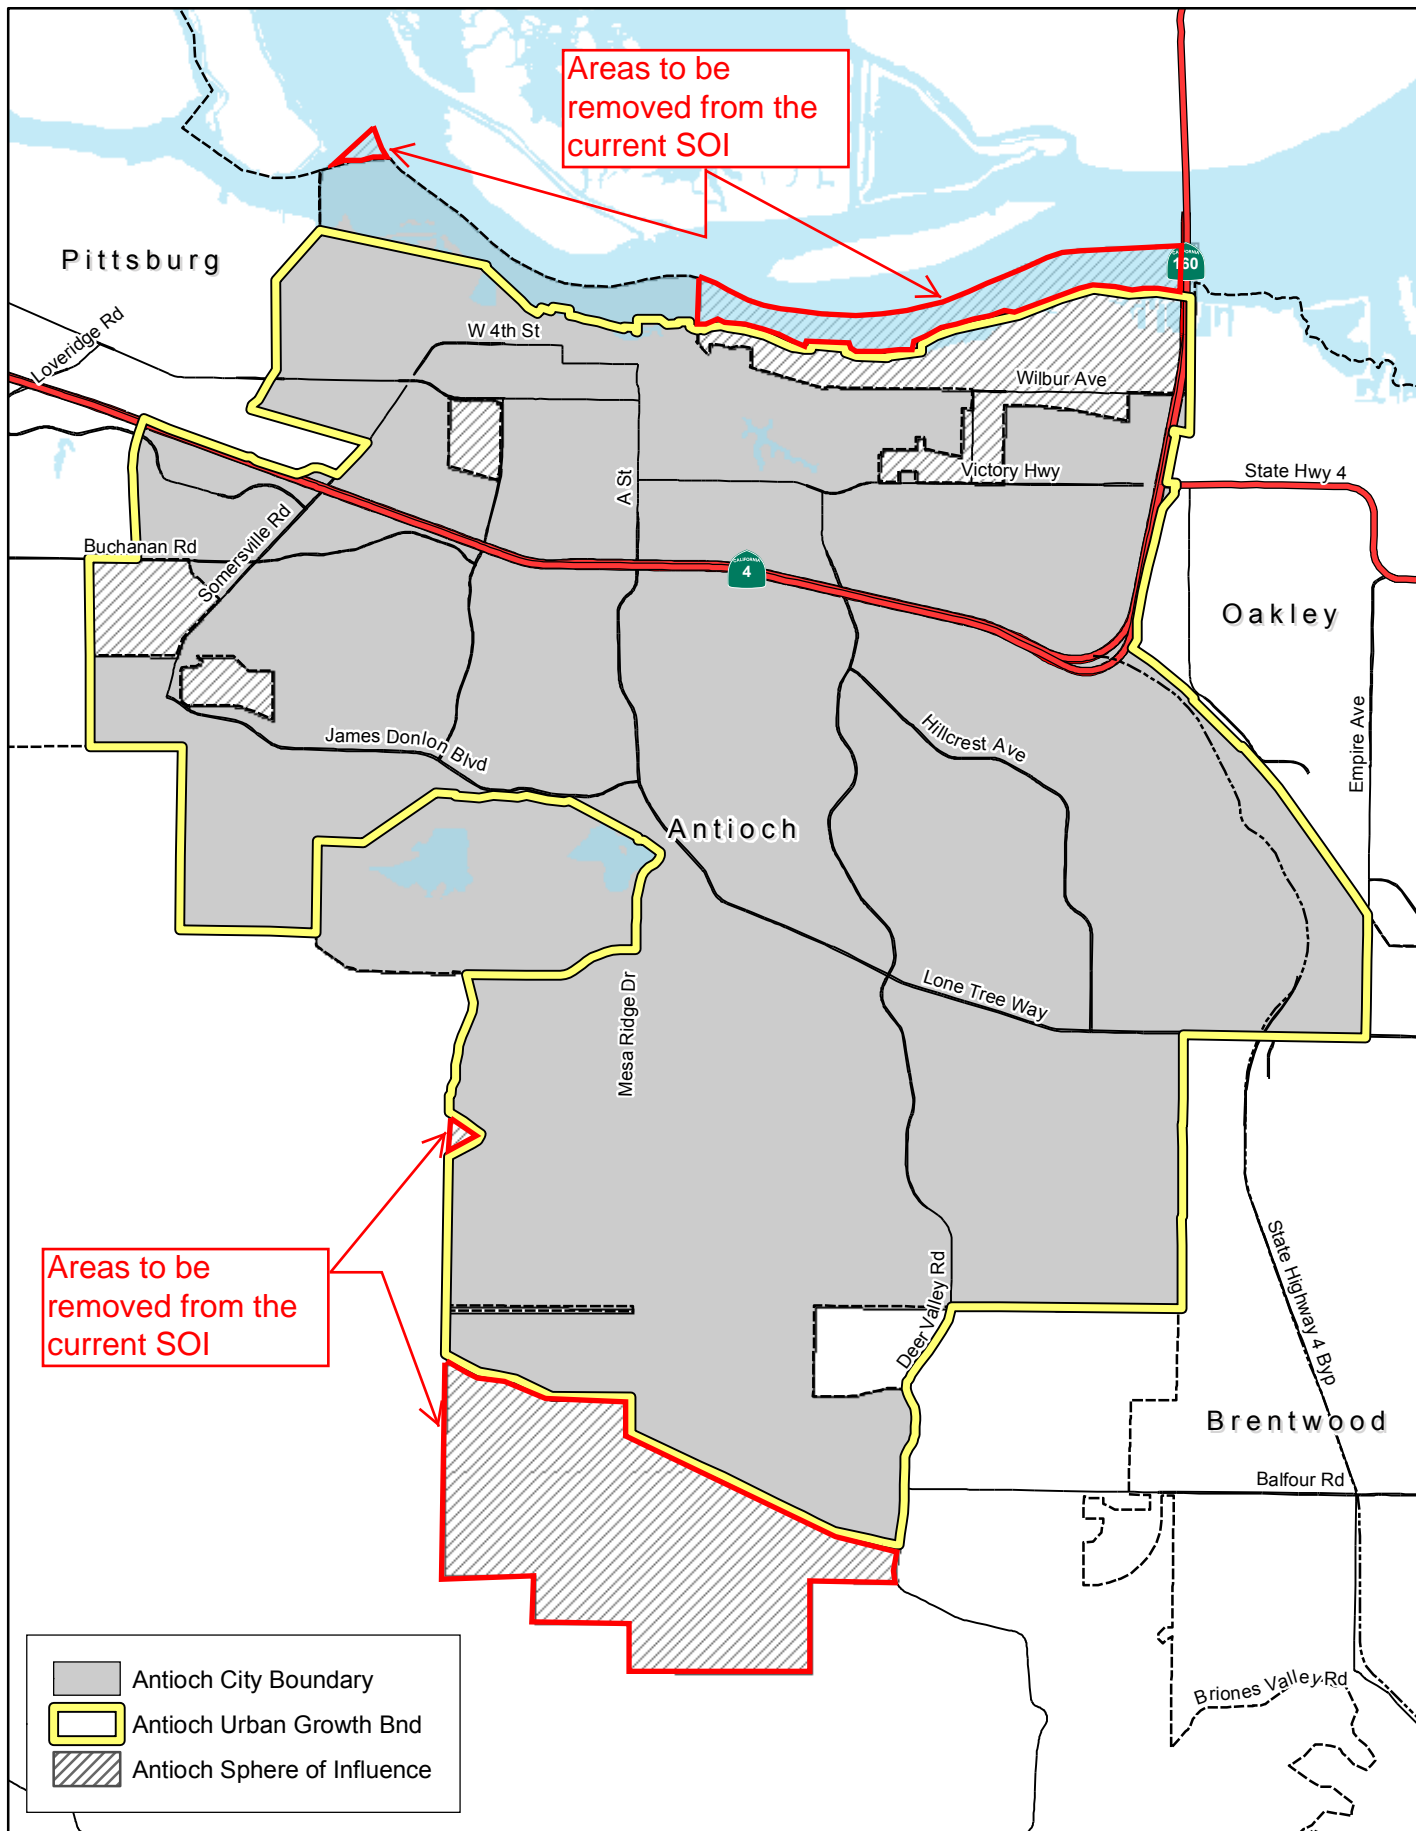 Areas to be
removed from the
current SOI
CALIFORNIA
160
Pittsburg
Loveridge Rd
W 4th St
Wilbur Ave
A St
Victory Hwy
State Hwy 4
Somersville Rd
Buchanan Rd
CALIFORNIA
4
Oakley
Empire Ave
Hillcrest Ave
James Donlon Blvd
Antioch
Lone Tree Way
Mesa Ridge Dr
Areas to be
removed from the
current SOI
Deer Valley Rd
State Highway 4 Byp
Brentwood
Balfour Rd
Briones Valley Rd
Antioch City Boundary
Antioch Urban Growth Bnd
Antioch Sphere of Influence